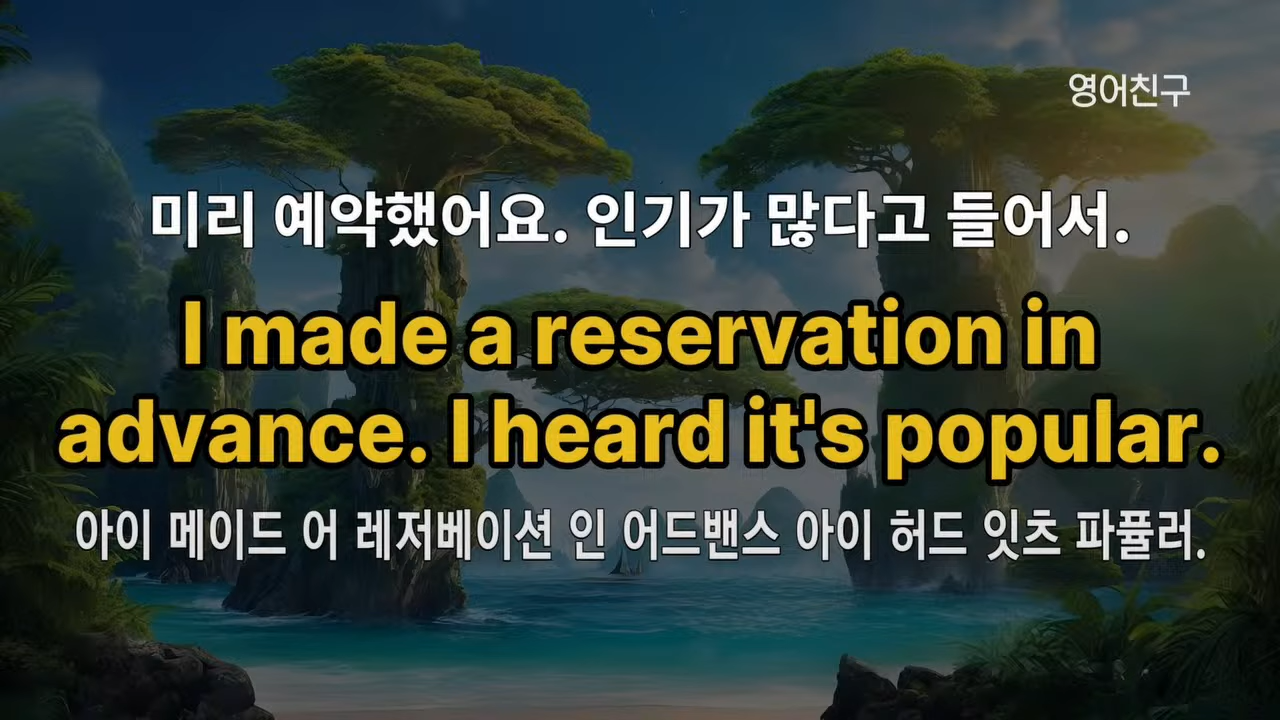 영어친구
미리 예약했어요. 인기가 많다고 들어서.
I made a reservation in
advance. I heard it's popular.
아이 메이드 어 레저베이션 인 어드밴스 아이 허드 잇츠 파퓰러.